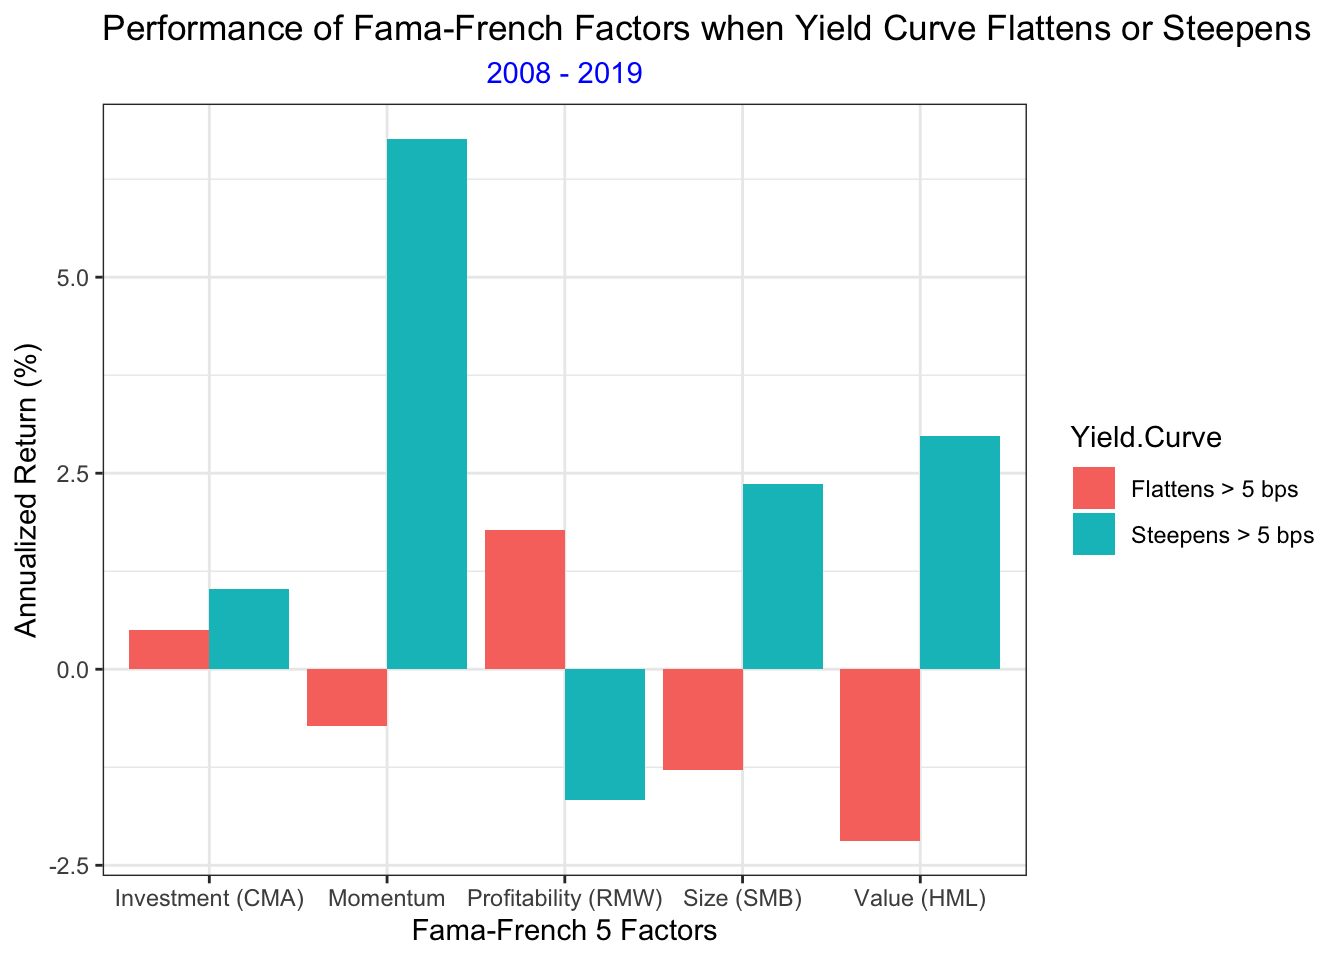 Performance of Fama-French Factors when Yield Curve Flattens or Steepens
2008 - 2019
Annualized Return (%)
5.0
2.5
0.0
-2.5
Investment (CMA) Momentum Profitability (RMW) Size (SMB) Value (HML)
Fama-French 5 Factors
Yield.Curve
Flattens > 5 bps
Steepens > 5 bps